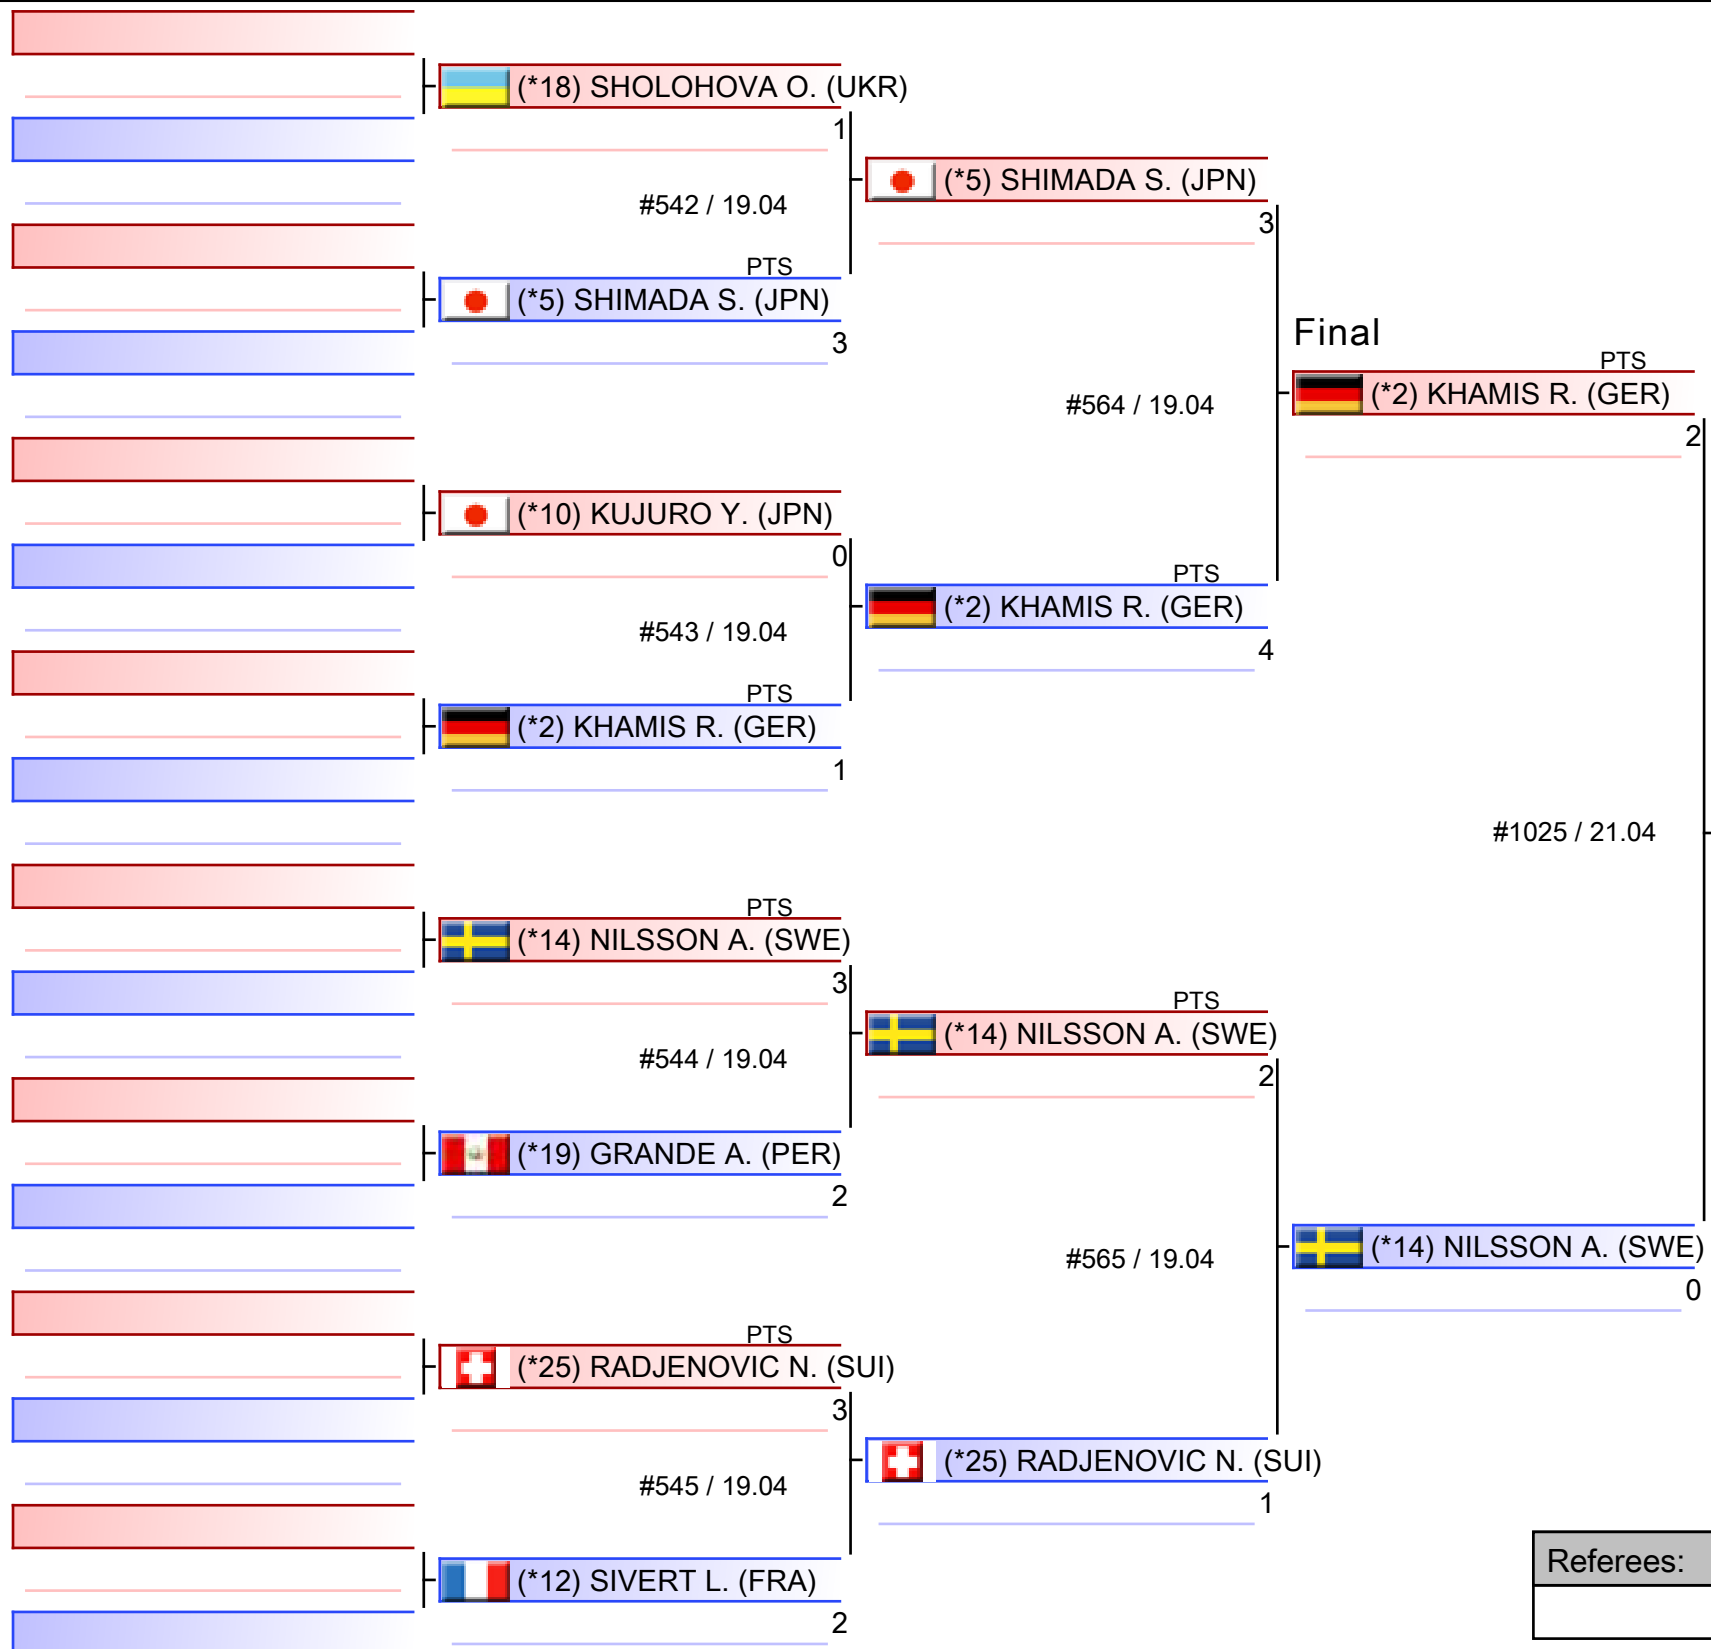 (*18) SHOLOHOVA O. (UKR)
1
#542 / 19.04
PTS
(*5) SHIMADA S. (JPN)
3
(*10) KUJURO Y. (JPN)
0
#543 / 19.04
PTS
(*2) KHAMIS R. (GER)
1
PTS
(*14) NILSSON A. (SWE)
3
#544 / 19.04
(*19) GRANDE A. (PER)
2
PTS
(*25) RADJENOVIC N. (SUI)
3
#545 / 19.04
(*12) SIVERT L. (FRA)
2
(*5) SHIMADA S. (JPN)
3
#564 / 19.04
PTS
(*2) KHAMIS R. (GER)
4
PTS
(*14) NILSSON A. (SWE)
2
#565 / 19.04
(*25) RADJENOVIC N. (SUI)
1
Final
PTS
(*2) KHAMIS R. (GER)
2
#1025 / 21.04
(*14) NILSSON A. (SWE)
0
Referees: